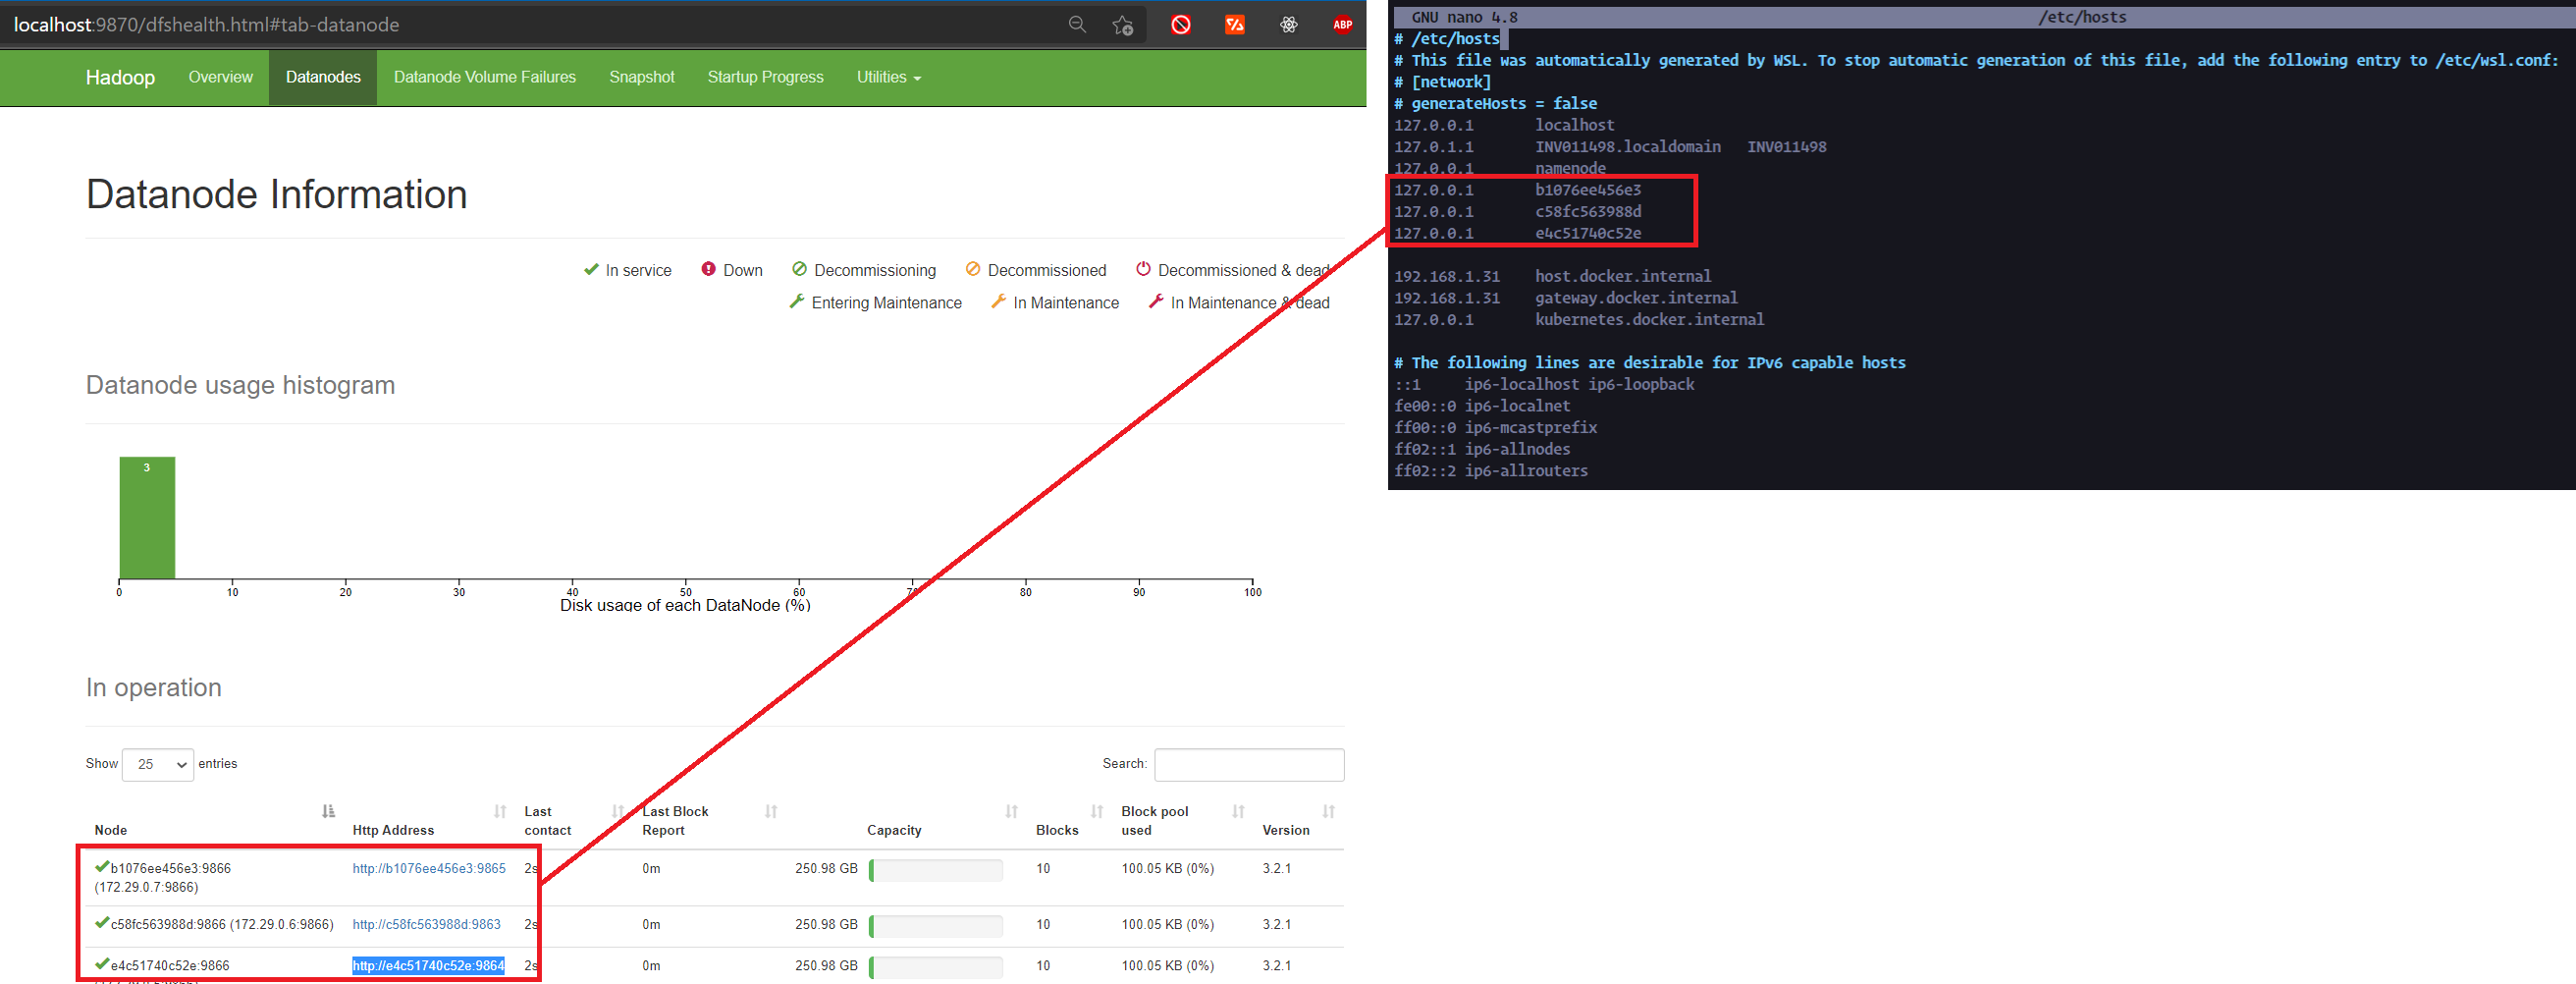 localhost:9870/dfshealth.html#tab-datanode
ABP
Hadoop Overview Datanodes Datanode Volume Failures Snapshot Startup Progress Utilities
Datanode Information
In service Down Decommissioning Decommissioned Decommissioned & dead
Entering Maintenance In Maintenance In Maintenance & dead
Datanode usage histogram
3
0 10 20 30 40 50 60 70 80 90 100
Disk usage of each DataNode (%)
In operation
Show 25 entries Search:
Node Http Address Last contact Last Block Report Capacity Blocks Block pool used Version
b1076ee456e3:9866 http://b1076ee456e3:9865 2s 0m 250.98 GB 10 100.05 KB (0%) 3.2.1
(172.29.0.7:9866)
c58fc563988d:9866 (172.29.0.6:9866) http://c58fc563988d:9863 2s 0m 250.98 GB 10 100.05 KB (0%) 3.2.1
e4c51740c52e:9866 http://e4c51740c52e:9864 2s 0m 250.98 GB 10 100.05 KB (0%) 3.2.1
GNU nano 4.8 /etc/hosts
# /etc/hosts
# This file was automatically generated by WSL. To stop automatic generation of this file, add the following entry to /etc/wsl.conf:
# [network]
# generateHosts = false
127.0.0.1 localhost
127.0.1.1 INV011498.localdomain INV011498
127.0.0.1 namenode
127.0.0.1 b1076ee456e3
127.0.0.1 c58fc563988d
127.0.0.1 e4c51740c52e
192.168.1.31 host.docker.internal
192.168.1.31 gateway.docker.internal
127.0.0.1 kubernetes.docker.internal
# The following lines are desirable for IPv6 capable hosts
::1 ip6-localhost ip6-loopback
fe00::0 ip6-localnet
ff00::0 ip6-mcastprefix
ff02::1 ip6-allnodes
ff02::2 ip6-allrouters